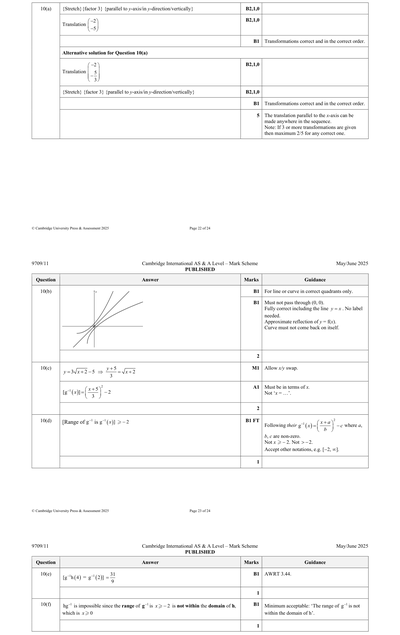 10(a) {Stretch} {factor 3} {parallel to y-axis/in y-direction/vertically} B2,1,0
Translation (−2 −5) B2,1,0
B1 Transformations correct and in the correct order.
Alternative solution for Question 10(a)
Translation (−2 −5/3) B2,1,0
{Stretch} {factor 3} {parallel to y-axis/in y-direction/vertically} B2,1,0
B1 Transformations correct and in the correct order.
5 The translation parallel to the x-axis can be
made anywhere in the sequence.
Note: If 3 or more transformations are given
then maximum 2/5 for any correct one.
© Cambridge University Press & Assessment 2025 Page 22 of 24
9709/11 Cambridge International AS & A Level – Mark Scheme May/June 2025
PUBLISHED
Question Answer Marks Guidance
10(b) B1 For line or curve in correct quadrants only.
B1 Must not pass through (0, 0).
Fully correct including the line y = x . No label
needed.
Approximate reflection of y = f(x).
Curve must not come back on itself.
2
10(c) y = 3√(x+2) − 5 ⇒ (y+5)/3 = √(x+2) M1 Allow x/y swap.
[g⁻¹(x)] = ((x+5)/3)² − 2 A1 Must be in terms of x.
Not 'x = …'.
2
10(d) [Range of g⁻¹ is g⁻¹(x)] ⩾ −2 B1 FT Following their g⁻¹(x) = ((x+a)/b)² − c where a,
b, c are non-zero.
Not x ⩾ −2. Not > −2.
Accept other notations, e.g. [−2, ∞].
1
© Cambridge University Press & Assessment 2025 Page 23 of 24
9709/11 Cambridge International AS & A Level – Mark Scheme May/June 2025
PUBLISHED
Question Answer Marks Guidance
10(e) [g⁻¹h(4) = g⁻¹(2)] = 31/9 B1 AWRT 3.44.
1
10(f) hg⁻¹ is impossible since the range of g⁻¹ is x ⩾ −2 is not within the domain of h, B1 Minimum acceptable: 'The range of g⁻¹ is not
which is x ⩾ 0 within the domain of h'.
1